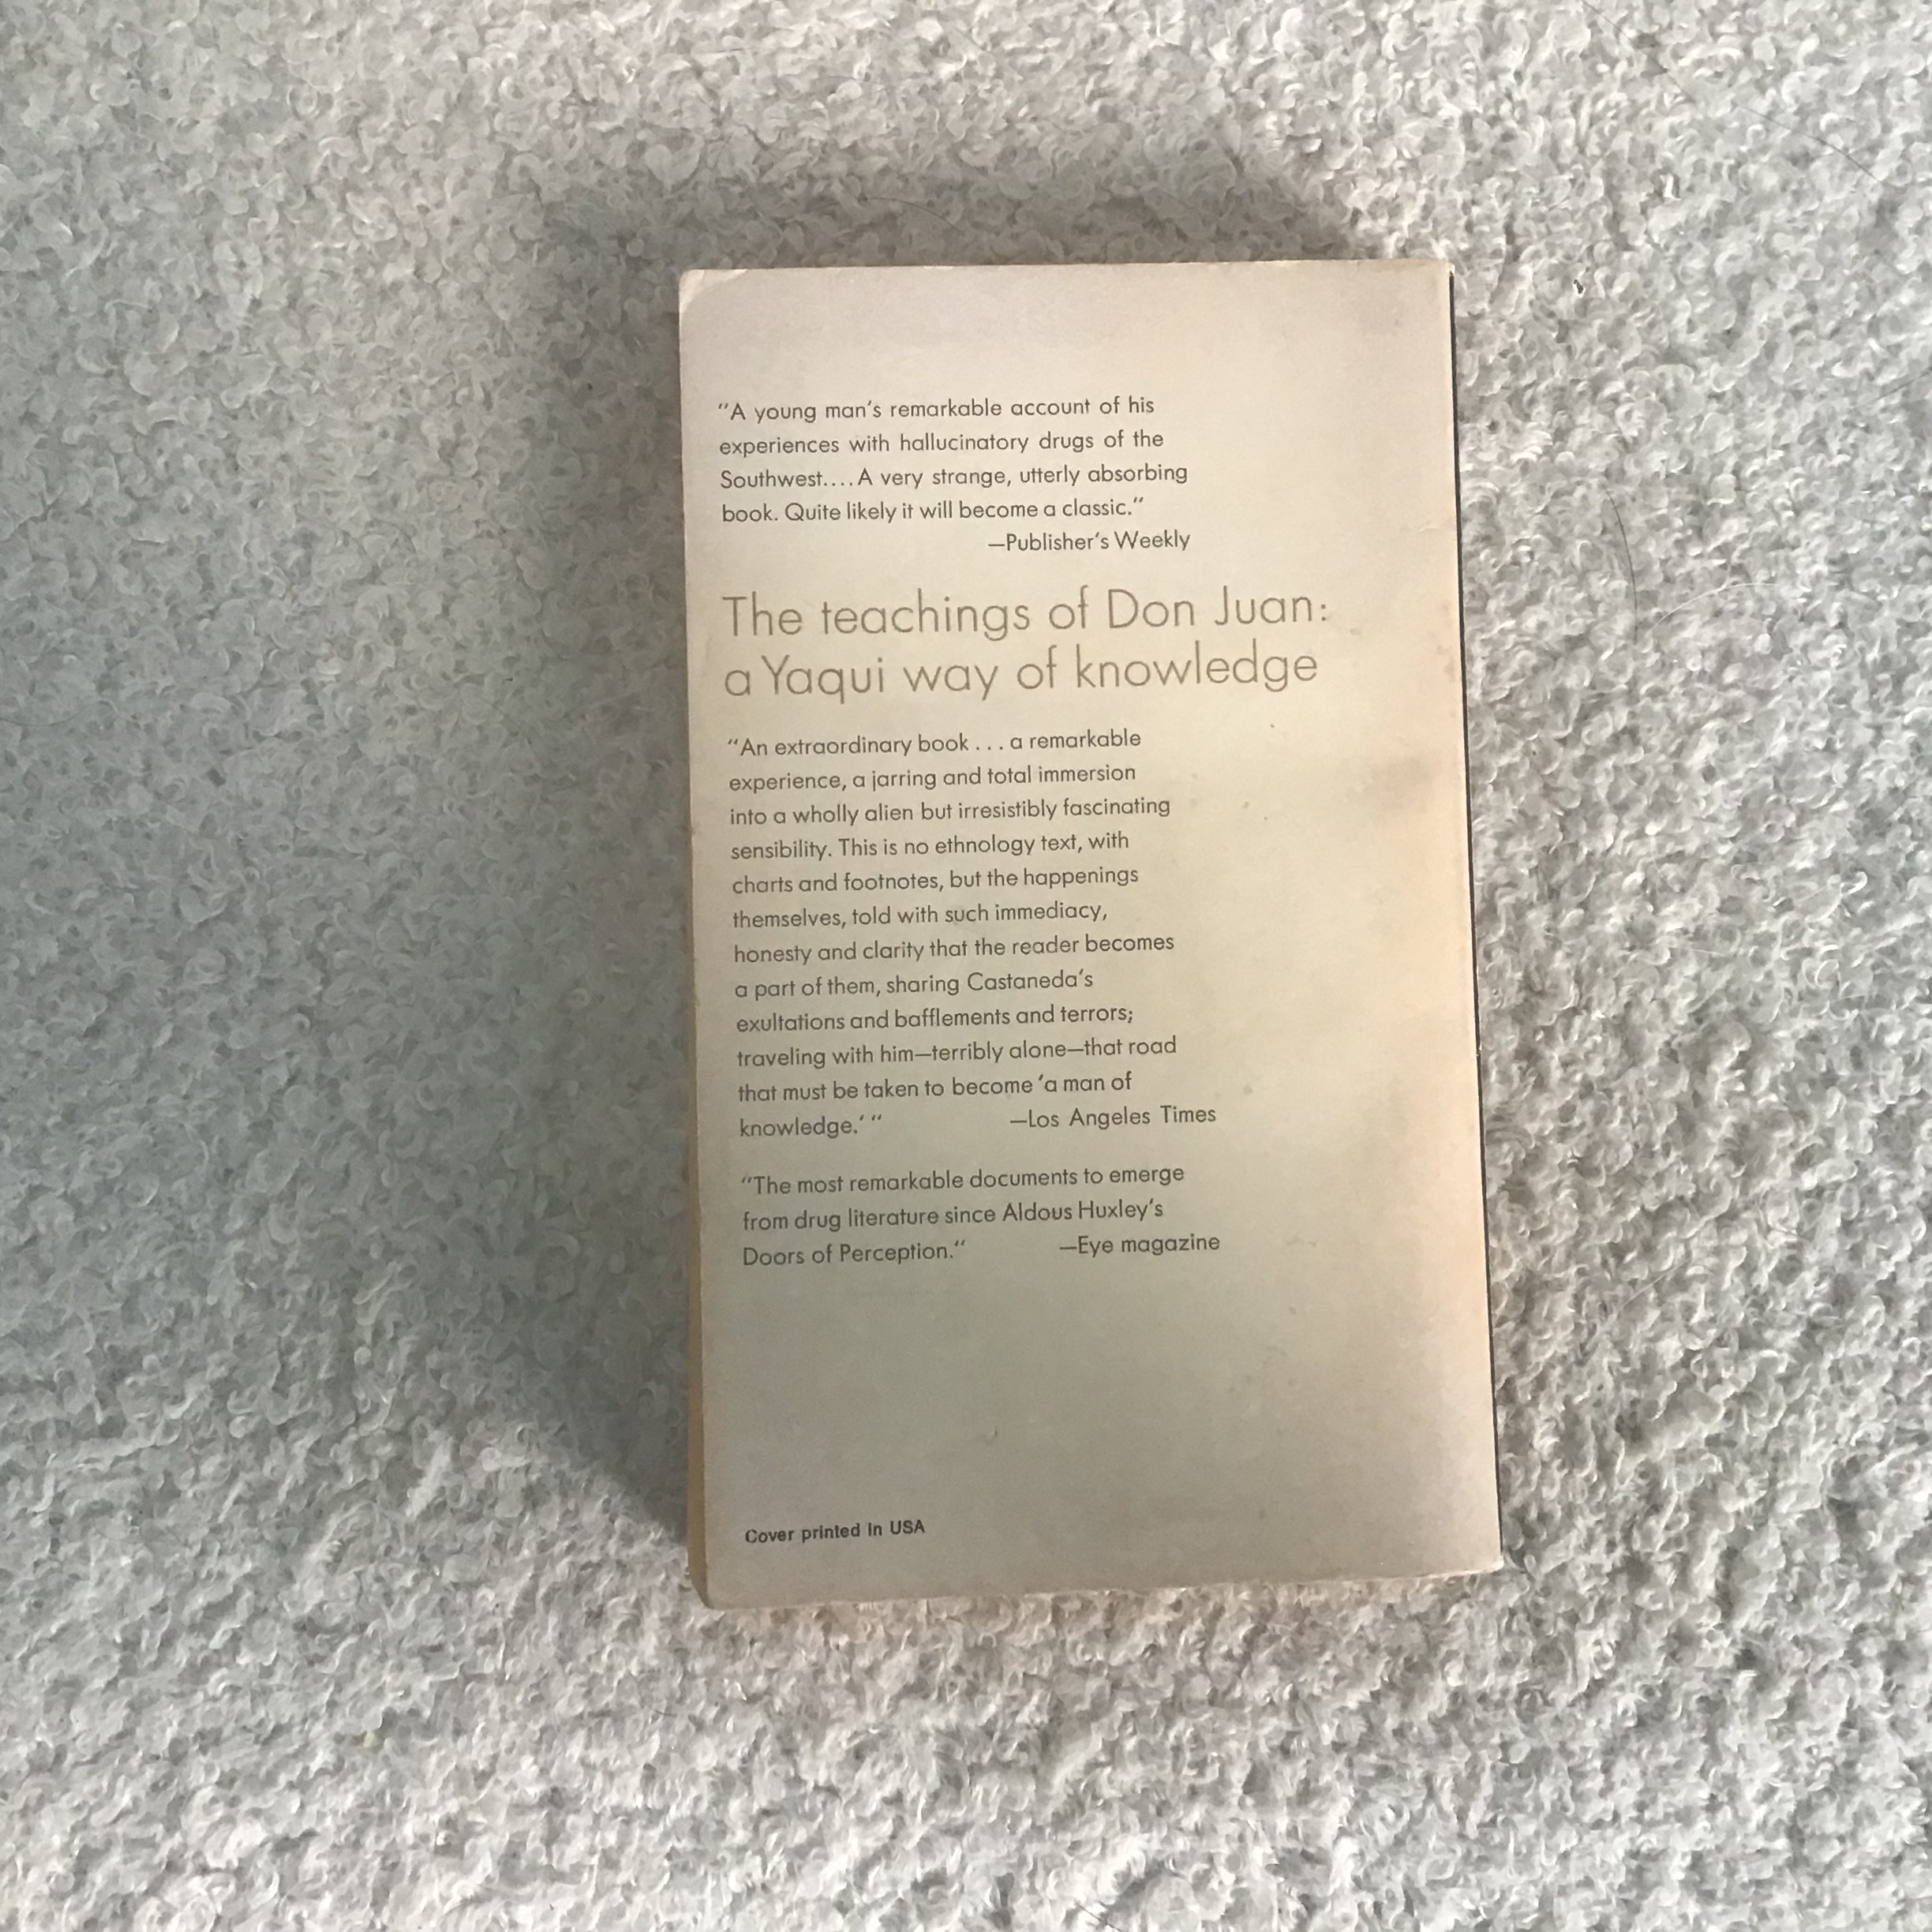 “A young man’s remarkable account of his
experiences with hallucinatory drugs of the
Southwest....A very strange, utterly absorbing
book. Quite likely it will become a classic.”
—Publisher’s Weekly
The teachings of Don Juan:
a Yaqui way of knowledge
“An extraordinary book . . . a remarkable
experience, a jarring and total immersion
into a wholly alien but irresistibly fascinating
sensibility. This is no ethnology text, with
charts and footnotes, but the happenings
themselves, told with such immediacy,
honesty and clarity that the reader becomes
a part of them, sharing Castaneda’s
exultations and bafflements and terrors;
traveling with him—terribly alone—that road
that must be taken to become ‘a man of
knowledge.’ ” —Los Angeles Times
“The most remarkable documents to emerge
from drug literature since Aldous Huxley’s
Doors of Perception.” —Eye magazine
Cover printed in USA